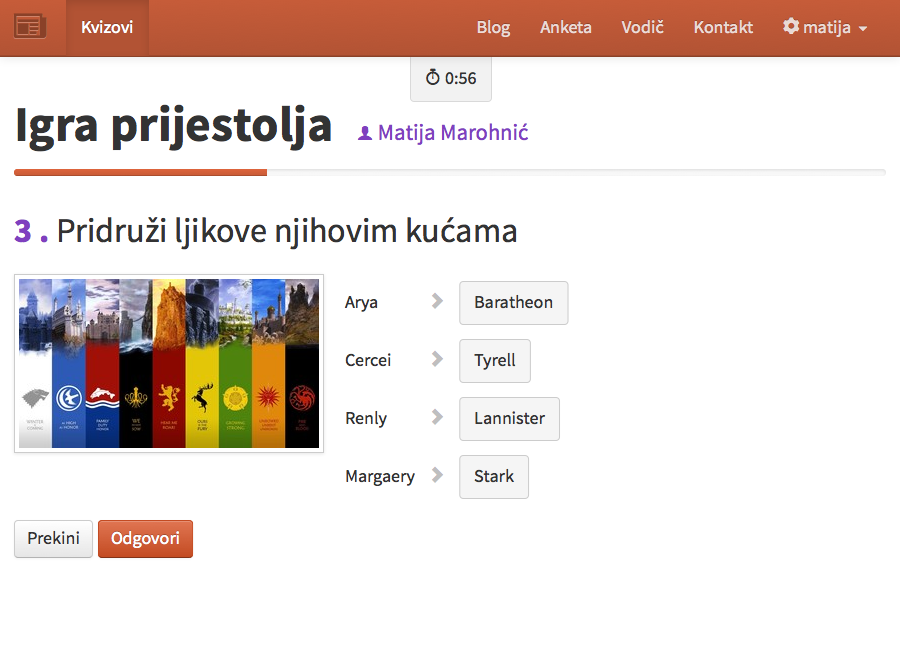 Kvizovi
Blog
Anketa
Vodič
Kontakt
matija
0:56
Igra prijestolja
Matija Marohnić
3 . Pridruži ljikove njihovim kućama
Arya
Baratheon
Cercei
Tyrell
Renly
Lannister
Margaery
Stark
Prekini
Odgovori